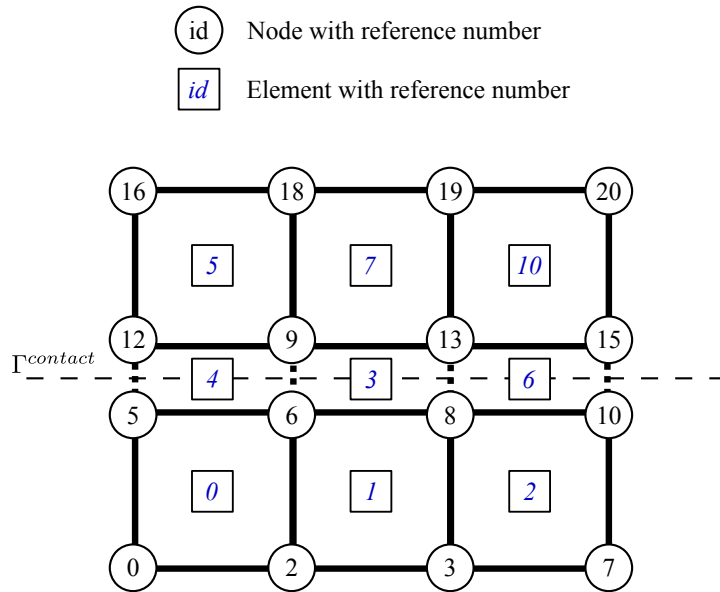 id Node with reference number
id Element with reference number
16 18 19 20
5 7 10
12 9 13 15
Γ^{contact}
4 3 6
5 6 8 10
0 1 2
0 2 3 7